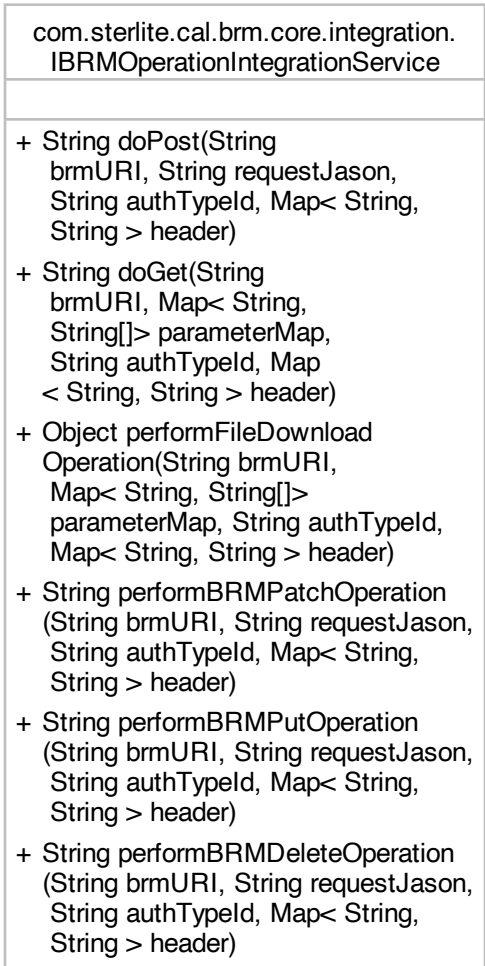 com.sterlite.cal.brm.core.integration.
IBRMOperationIntegrationService
+ String doPost(String
brmURI, String requestJason,
String authTypeId, Map< String,
String > header)
+ String doGet(String
brmURI, Map< String,
String[]> parameterMap,
String authTypeId, Map
< String, String > header)
+ Object performFileDownload
Operation(String brmURI,
Map< String, String[]>
parameterMap, String authTypeId,
Map< String, String > header)
+ String performBRMPatchOperation
(String brmURI, String requestJason,
String authTypeId, Map< String,
String > header)
+ String performBRMPutOperation
(String brmURI, String requestJason,
String authTypeId, Map< String,
String > header)
+ String performBRMDeleteOperation
(String brmURI, String requestJason,
String authTypeId, Map< String,
String > header)